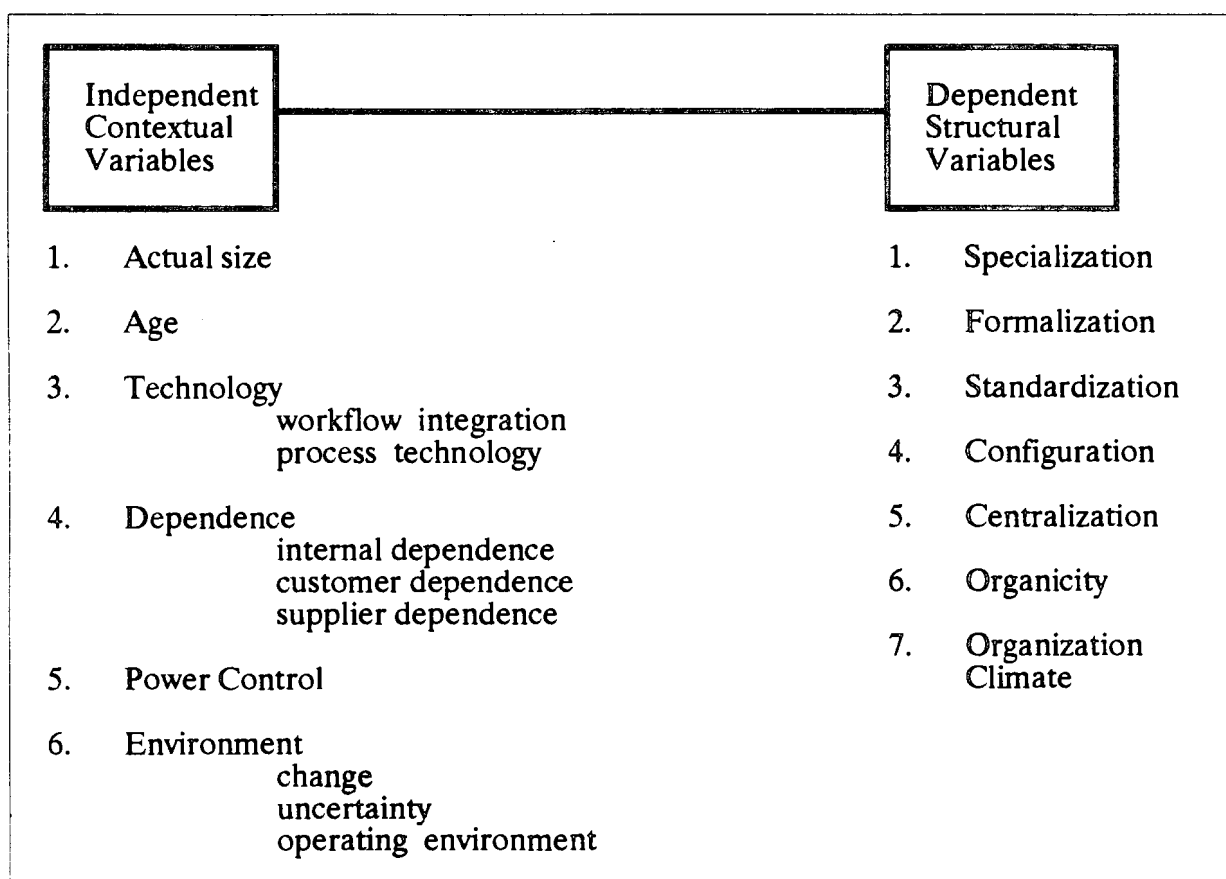 Independent
Contextual
Variables
Dependent
Structural
Variables
1. Actual size
2. Age
3. Technology
workflow integration
process technology
4. Dependence
internal dependence
customer dependence
supplier dependence
5. Power Control
6. Environment
change
uncertainty
operating environment
1. Specialization
2. Formalization
3. Standardization
4. Configuration
5. Centralization
6. Organicity
7. Organization
Climate